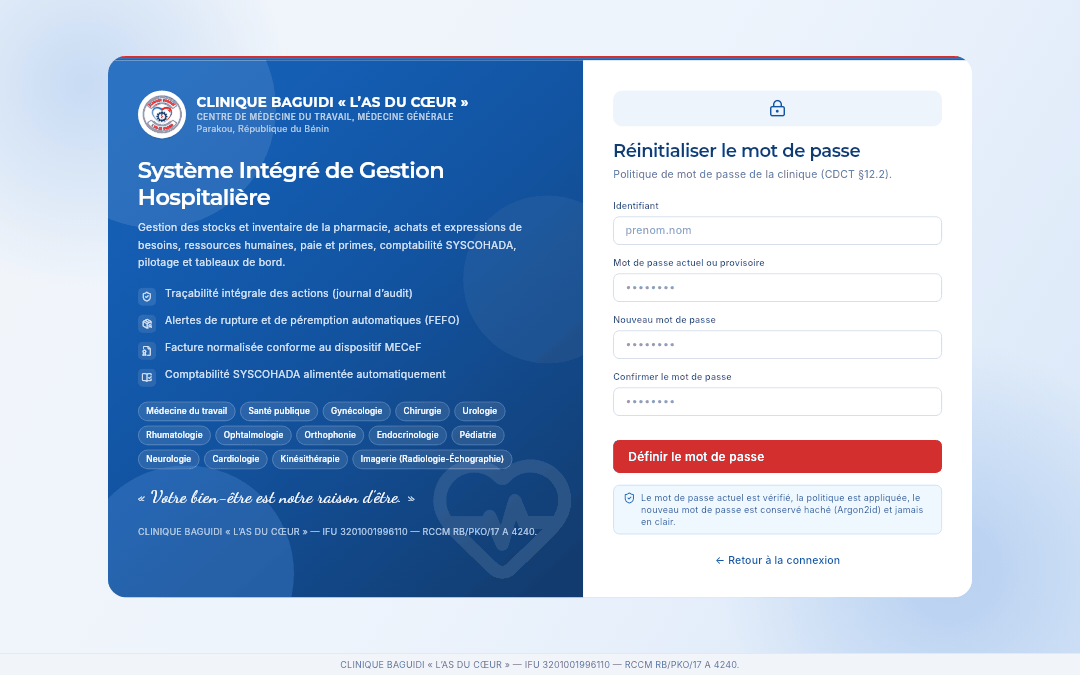 CLINIQUE BAGUIDI « L’AS DU CŒUR »
CENTRE DE MÉDECINE DU TRAVAIL, MÉDECINE GÉNÉRALE
Parakou, République du Bénin
Système Intégré de Gestion
Hospitalière
Gestion des stocks et inventaire de la pharmacie, achats et expressions de
besoins, ressources humaines, paie et primes, comptabilité SYSCOHADA,
pilotage et tableaux de bord.
Traçabilité intégrale des actions (journal d’audit)
Alertes de rupture et de péremption automatiques (FEFO)
Facture normalisée conforme au dispositif MECeF
Comptabilité SYSCOHADA alimentée automatiquement
Médecine du travail Santé publique Gynécologie Chirurgie Urologie
Rhumatologie Ophtalmologie Orthophonie Endocrinologie Pédiatrie
Neurologie Cardiologie Kinésithérapie Imagerie (Radiologie-Échographie)
« Votre bien-être est notre raison d’être. »
CLINIQUE BAGUIDI « L’AS DU CŒUR » — IFU 3201001996110 — RCCM RB/PKO/17 A 4240.
Réinitialiser le mot de passe
Politique de mot de passe de la clinique (CDCT §12.2).
Identifiant
prenom.nom
Mot de passe actuel ou provisoire
••••••••
Nouveau mot de passe
••••••••
Confirmer le mot de passe
••••••••
Définir le mot de passe
Le mot de passe actuel est vérifié, la politique est appliquée, le
nouveau mot de passe est conservé haché (Argon2id) et jamais
en clair.
← Retour à la connexion
CLINIQUE BAGUIDI « L’AS DU CŒUR » — IFU 3201001996110 — RCCM RB/PKO/17 A 4240.